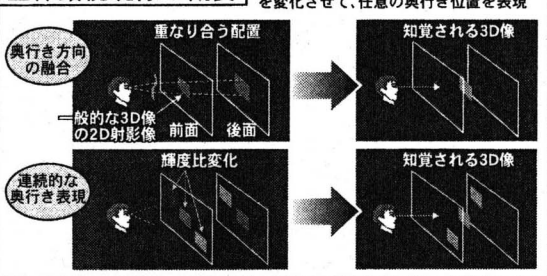 を変化させて、任意の奥行き位置を表現
奥行き方向
の融合
重なり合う配置
知覚される3D像
一般的な3D像
の2D射影像
前面
後面
連続的な
奥行き表現
輝度比変化
知覚される3D像